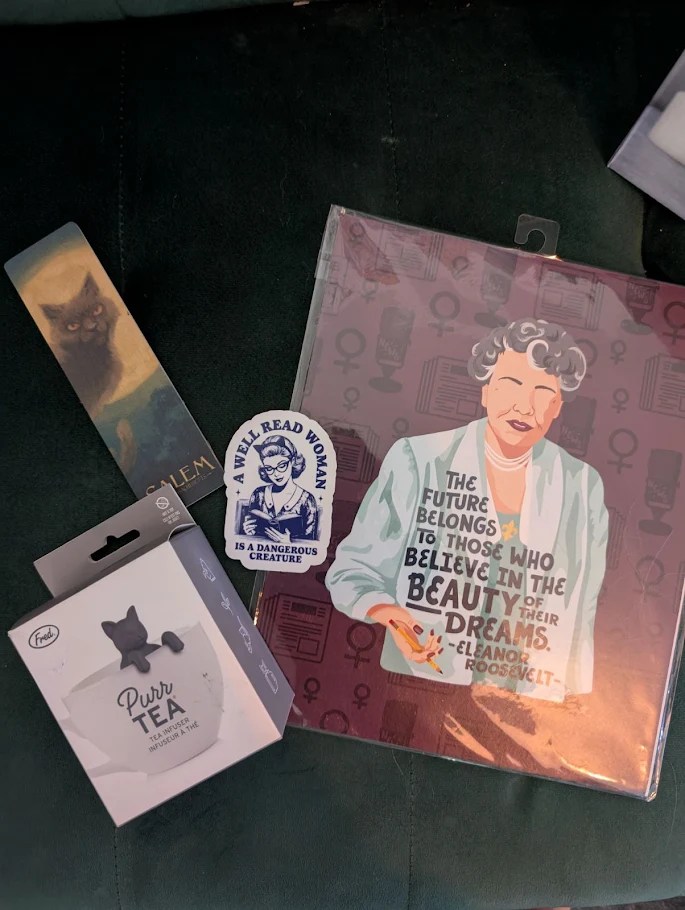 SALEM
A WELL READ WOMAN
IS A DANGEROUS
CREATURE
THE
FUTURE
BELONGS
TO THOSE WHO
BELIEVE IN THE
BEAUTY OF
THEIR
DREAMS.
-ELEANOR
ROOSEVELT-
Fred.
Purr
TEA
TEA INFUSER
INFUSEUR À THÉ